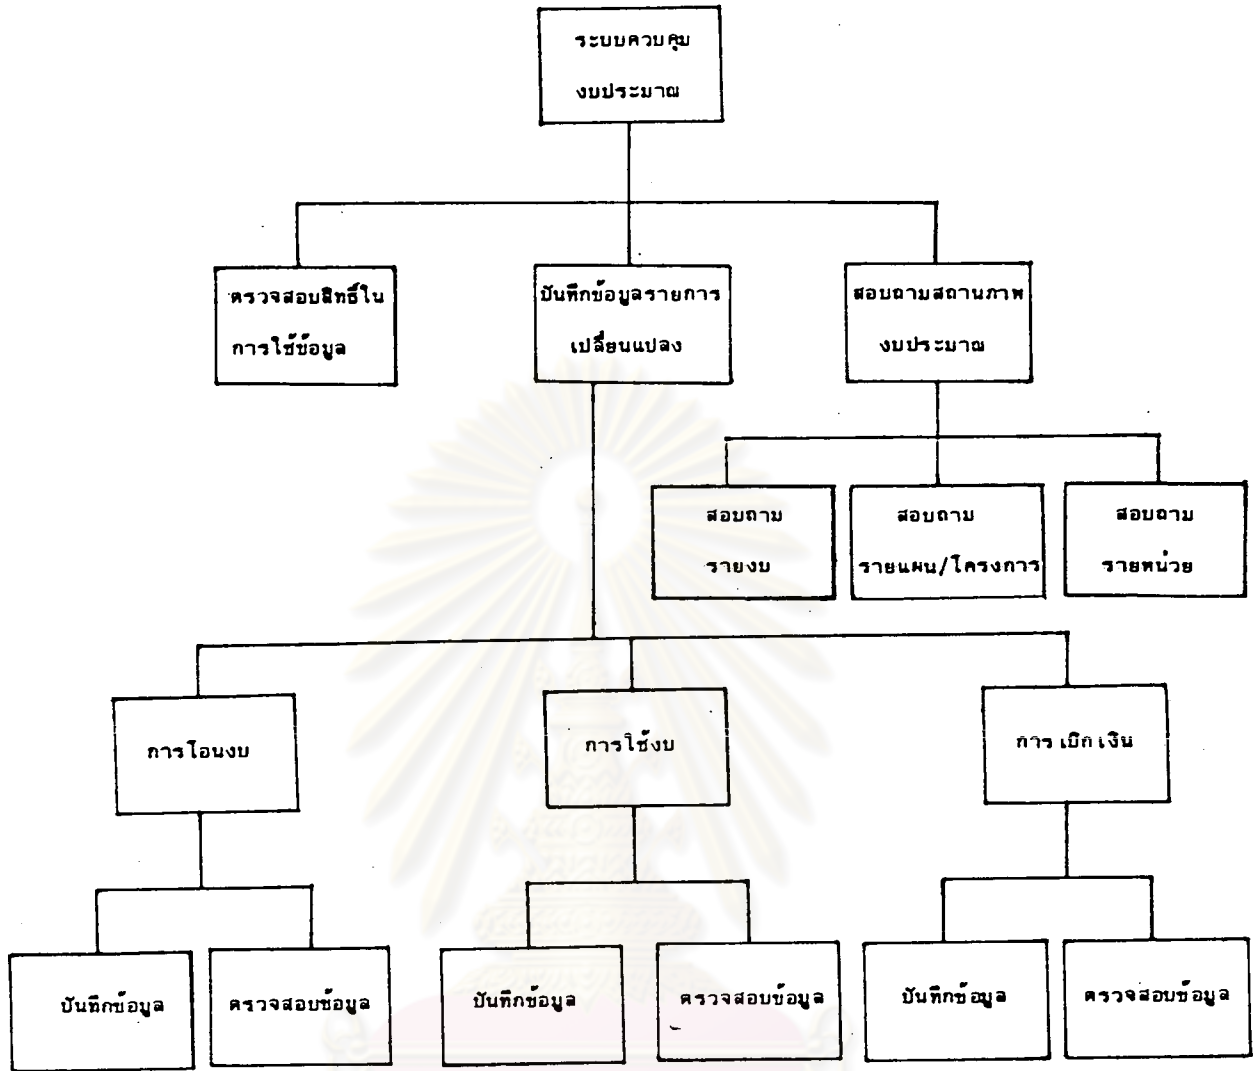 ระบบควบคุม
งบประมาณ
ตรวจสอบสิทธิ์ใน
การใช้ข้อมูล
บันทึกข้อมูลรายการ
เปลี่ยนแปลง
สอบถามสถานภาพ
งบประมาณ
สอบถาม
รายงบ
สอบถาม
รายแผน/โครงการ
สอบถาม
รายหน่วย
การโอนงบ
การใช้งบ
การเบิกเงิน
บันทึกข้อมูล
ตรวจสอบข้อมูล
บันทึกข้อมูล
ตรวจสอบข้อมูล
บันทึกข้อมูล
ตรวจสอบข้อมูล